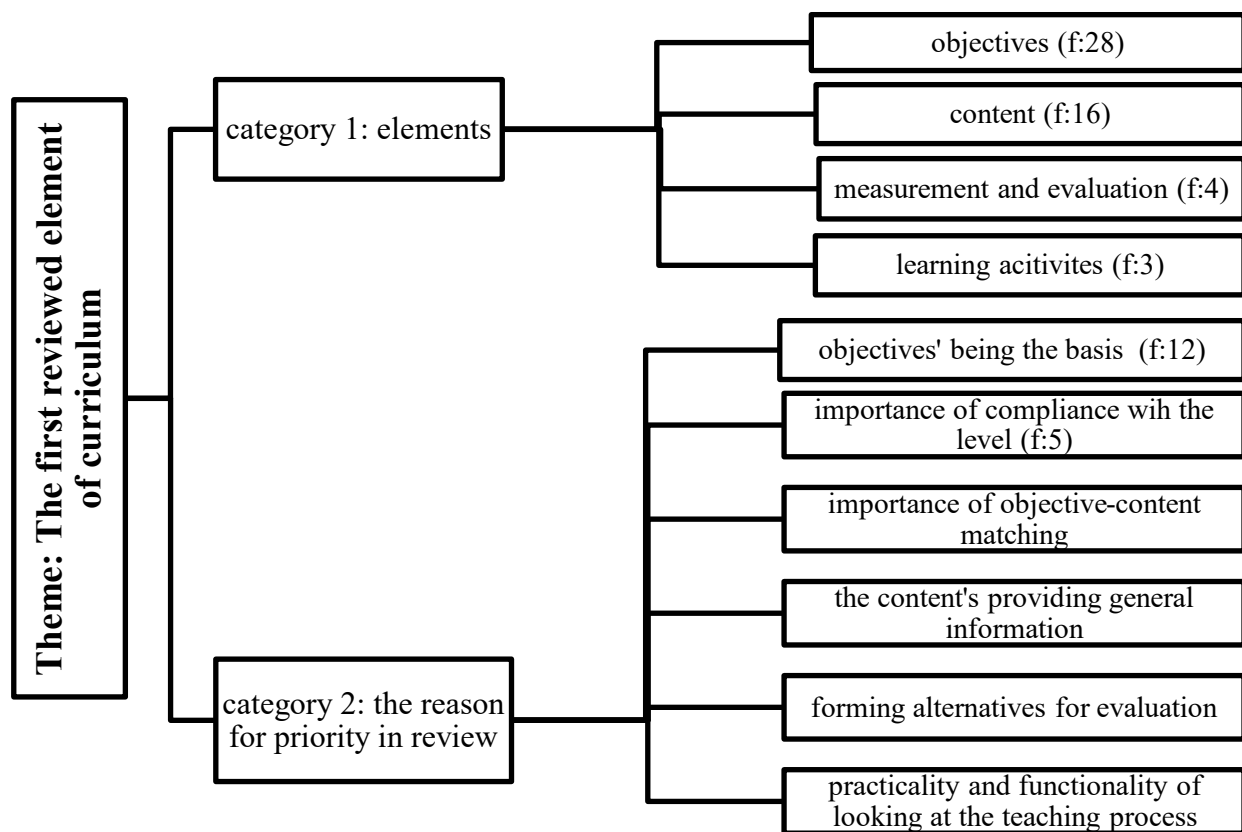 Theme: The first reviewed element
of curriculum
category 1: elements
objectives (f:28)
content (f:16)
measurement and evaluation (f:4)
learning acitivites (f:3)
category 2: the reason
for priority in review
objectives' being the basis (f:12)
importance of compliance wih the
level (f:5)
importance of objective-content
matching
the content's providing general
information
forming alternatives for evaluation
practicality and functionality of
looking at the teaching process